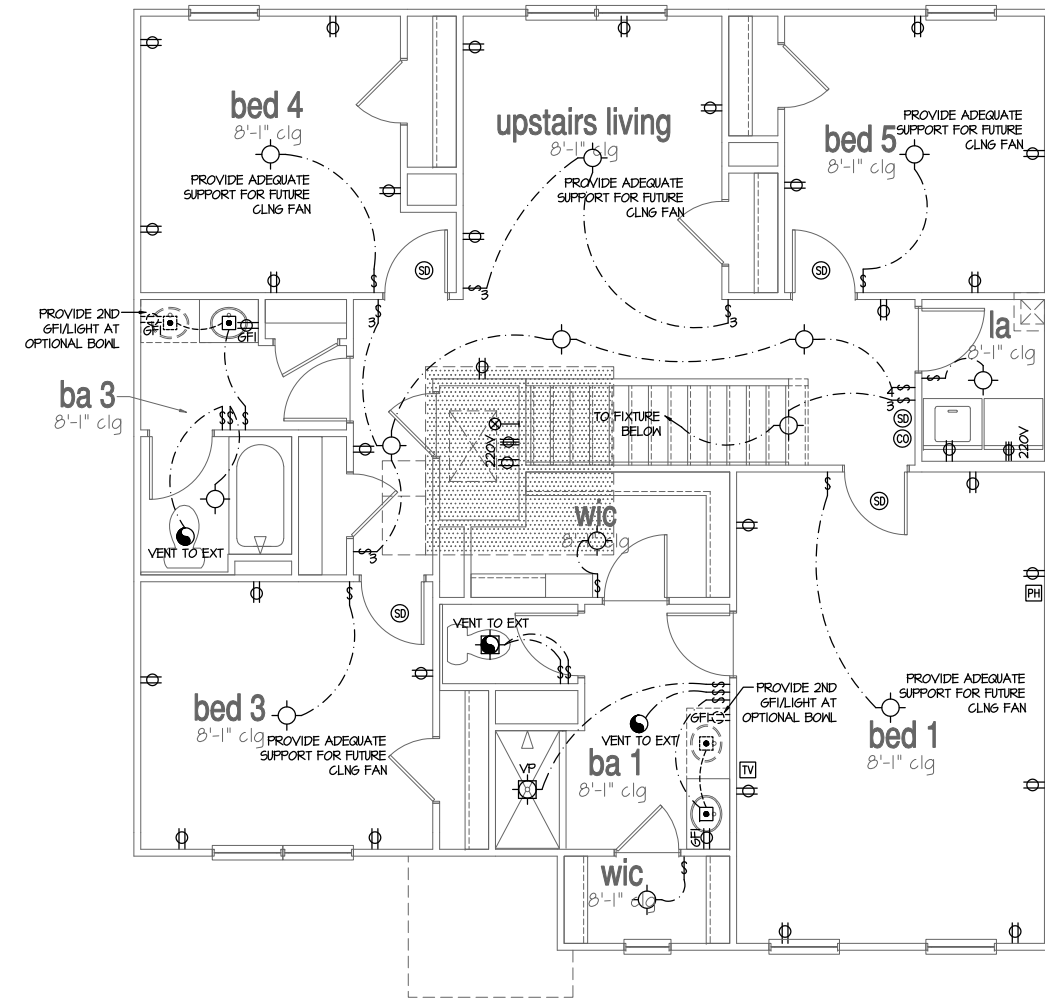 bed 4
8'-1" clg
PROVIDE ADEQUATE
SUPPORT FOR FUTURE
CLNG FAN
upstairs living
8'-1" clg
PROVIDE ADEQUATE
SUPPORT FOR FUTURE
CLNG FAN
bed 5
8'-1" clg
PROVIDE ADEQUATE
SUPPORT FOR FUTURE
CLNG FAN
SD
SD
$
$3
$3
$3
$
PROVIDE 2ND
GFI/LIGHT AT
OPTIONAL BOWL
GFI
GFI
la
8'-1" clg
$
ba 3
8'-1" clg
$$ $
220V
TO FIXTURE
BELOW
$4
$3
SD
CO
220V
VENT TO EXT
$3
wic
8'-1" clg
$
$
SD
SD
$
PH
VENT TO EXT
$$
bed 3
8'-1" clg
PROVIDE ADEQUATE
SUPPORT FOR FUTURE
CLNG FAN
$$$
PROVIDE 2ND
GFI/LIGHT AT
OPTIONAL BOWL
GFI
VENT TO EXT
ba 1
8'-1" clg
VP
GFI
TV
PROVIDE ADEQUATE
SUPPORT FOR FUTURE
CLNG FAN
bed 1
8'-1" clg
wic
8'-1" clg
$